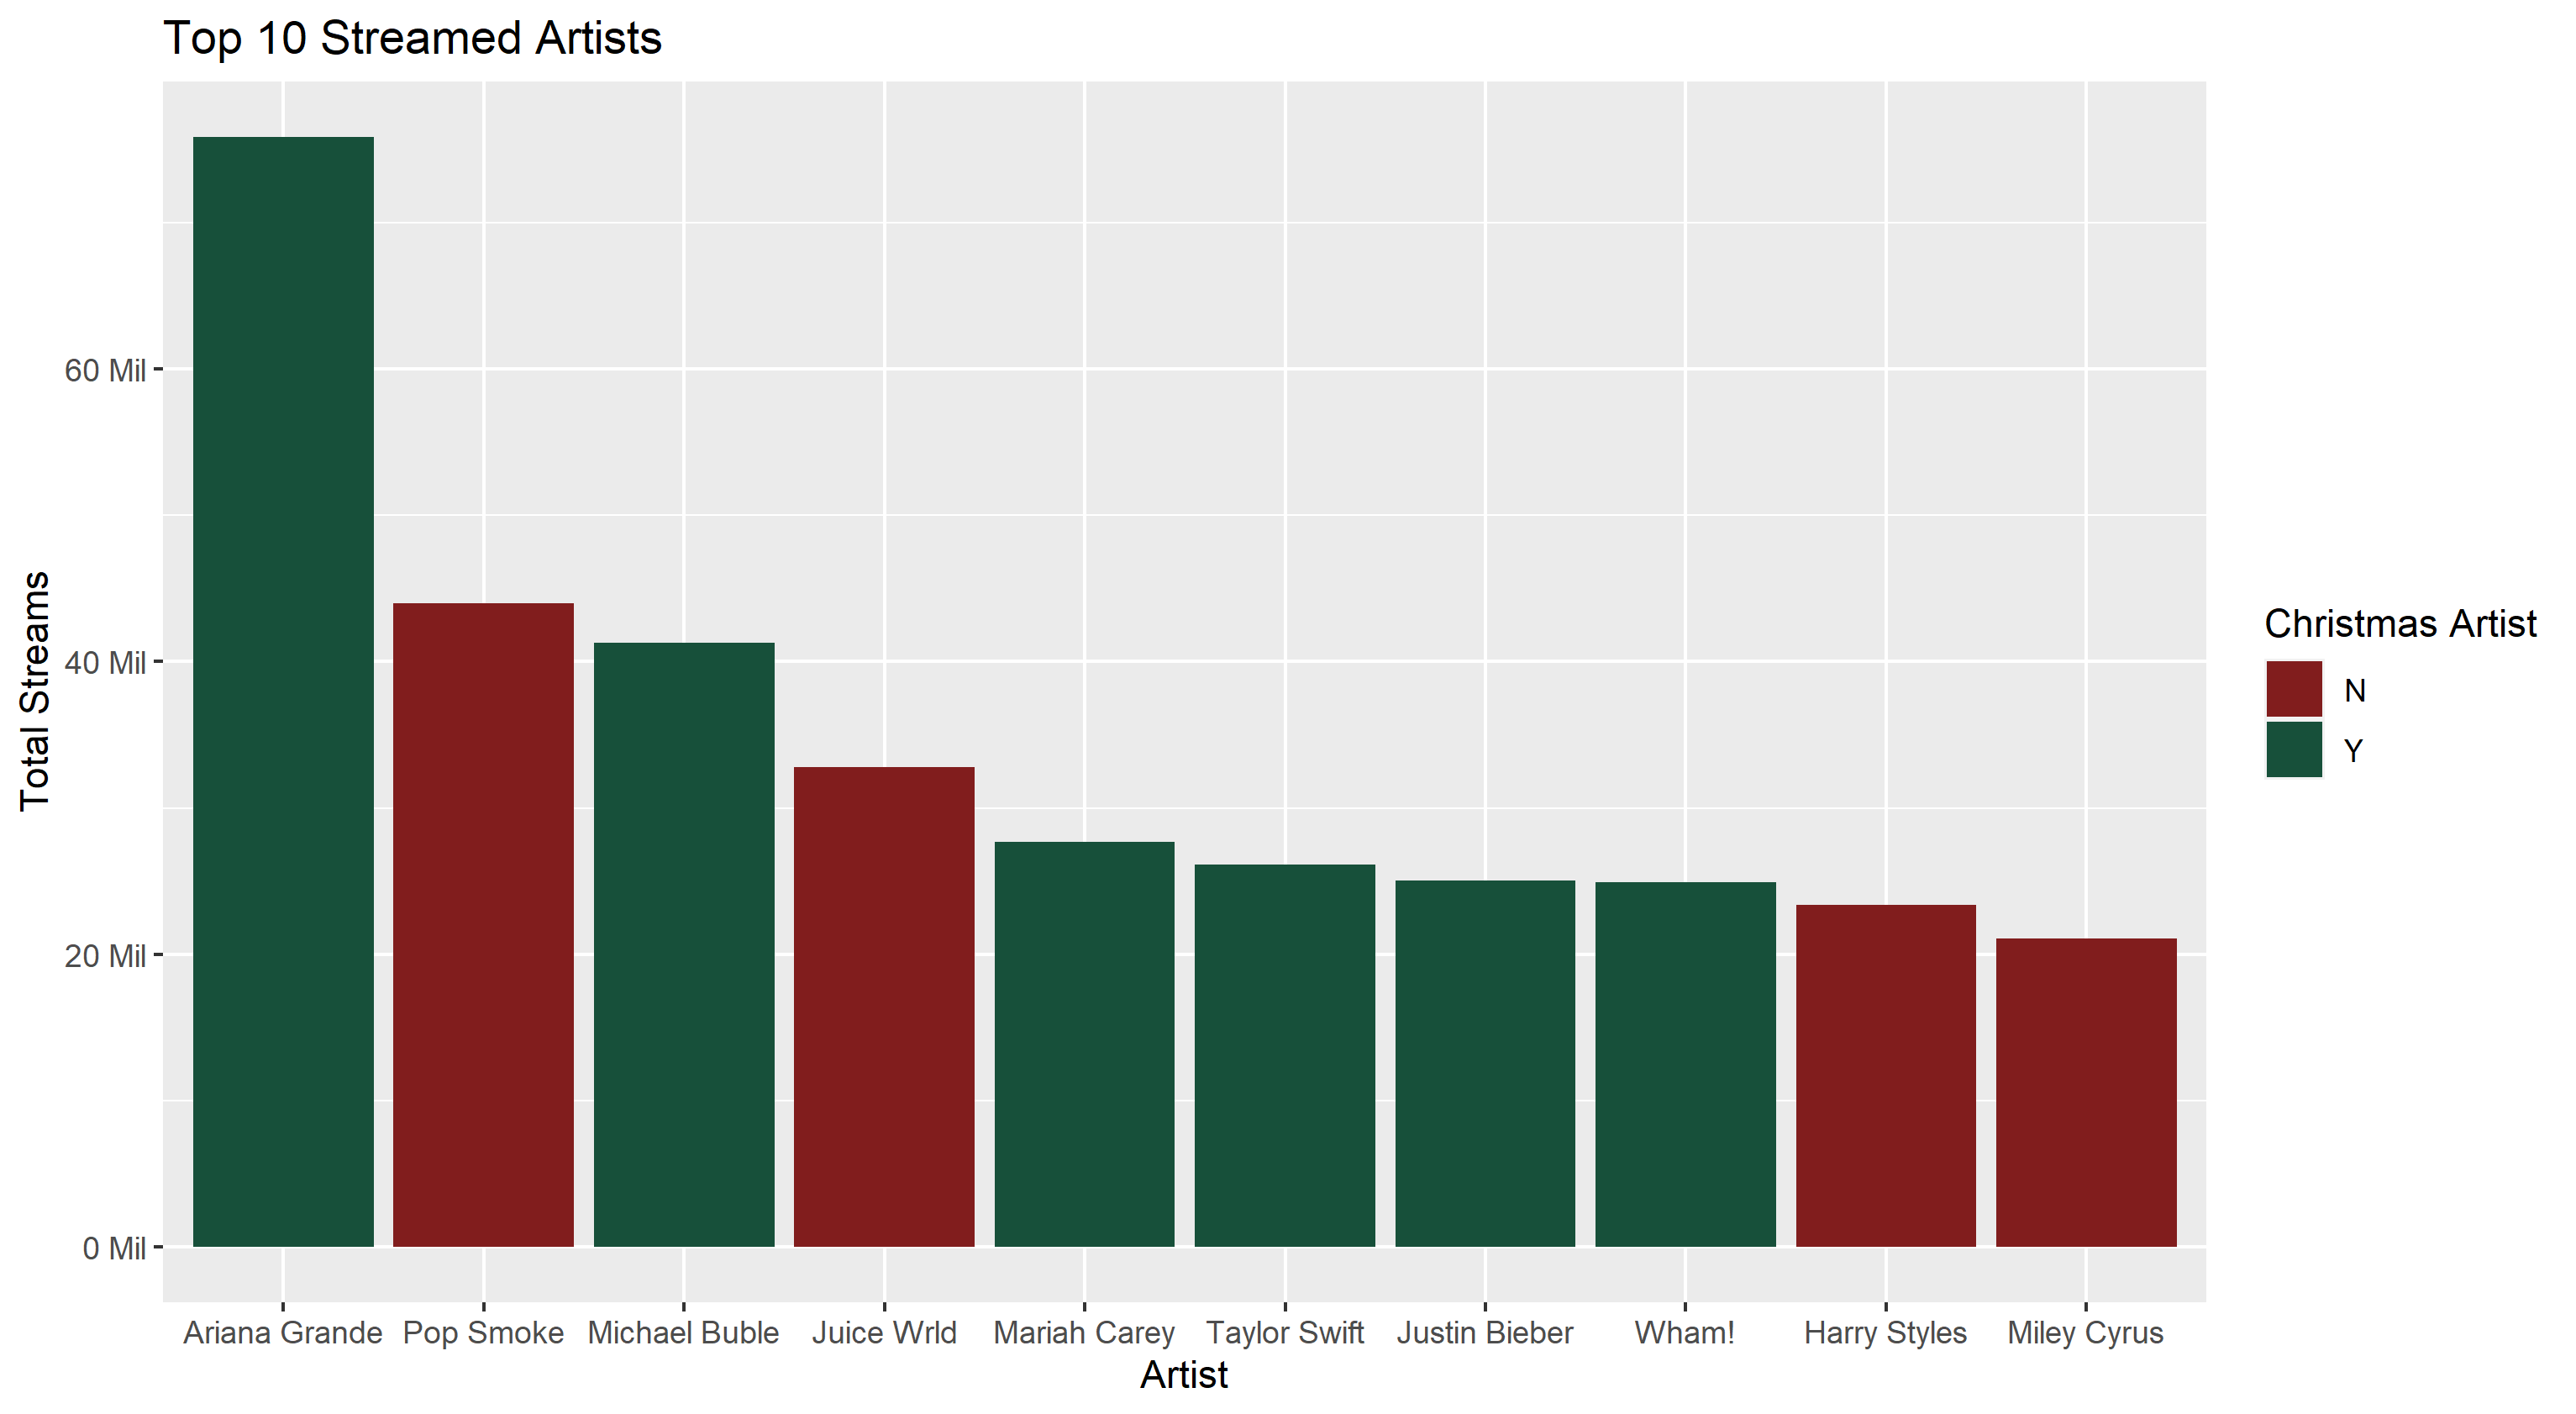 Top 10 Streamed Artists
Total Streams
60 Mil
40 Mil
20 Mil
0 Mil
Ariana Grande Pop Smoke Michael Buble Juice Wrld Mariah Carey Taylor Swift Justin Bieber Wham! Harry Styles Miley Cyrus
Artist
Christmas Artist
N
Y